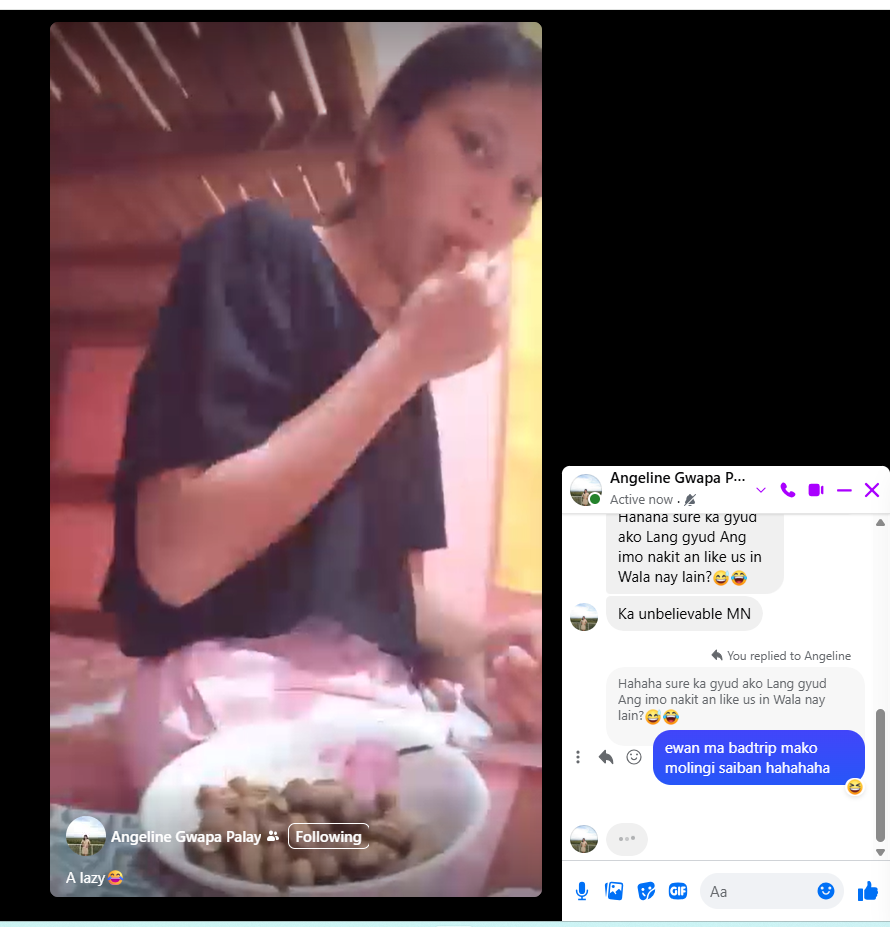 Angeline Gwapa Palay
Following
A lazy😂
Angeline Gwapa P...
Active now ·
Hahaha sure ka gyud
ako Lang gyud Ang
imo nakit an like us in
Wala nay lain?😅😂
Ka unbelievable MN
You replied to Angeline
Hahaha sure ka gyud ako Lang gyud
Ang imo nakit an like us in Wala nay
lain?😅😂
ewan ma badtrip mako
molingi saiban hahahaha
GIF
Aa